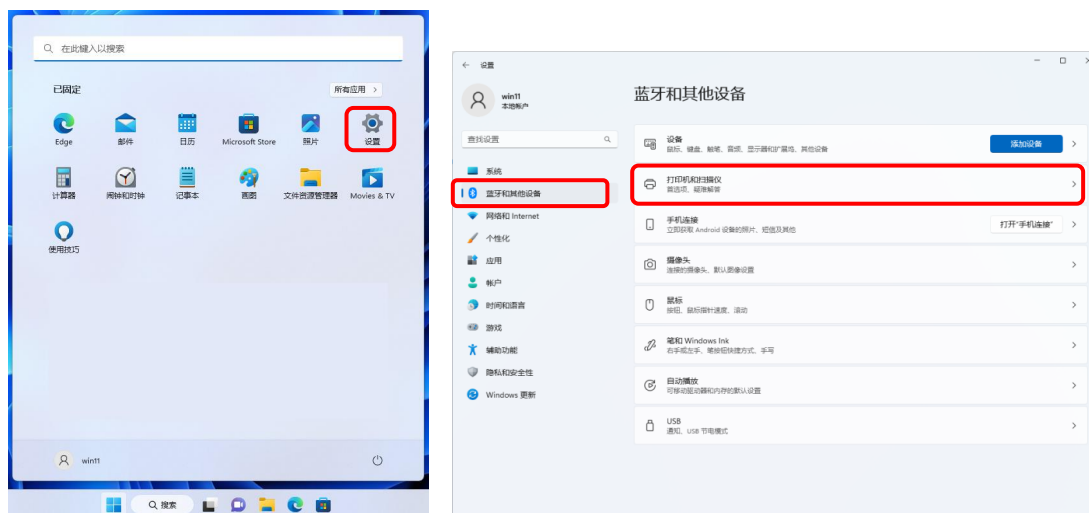 在此键入以搜索
已固定
所有应用 >
Edge
邮件
日历
Microsoft Store
照片
设置
计算器
闹钟和时钟
记事本
画图
文件资源管理器
Movies & TV
使用技巧
win11
搜索
设置
win11
本地帐户
查找设置
系统
蓝牙和其他设备
网络和 Internet
个性化
应用
帐户
时间和语言
游戏
辅助功能
隐私和安全性
Windows 更新
蓝牙和其他设备
设备
鼠标、键盘、触笔、音频、显示器和扩展坞、其他设备
添加设备
打印机和扫描仪
首选项、疑难解答
手机连接
立即获取 Android 设备的照片、短信及其他
打开"手机连接"
摄像头
连接的摄像头、默认图像设置
鼠标
按钮、鼠标指针速度、滚动
笔和 Windows Ink
右手或左手、笔按钮快捷方式、手写
自动播放
可移动驱动器和内存的默认设置
USB
通知、USB 节电模式